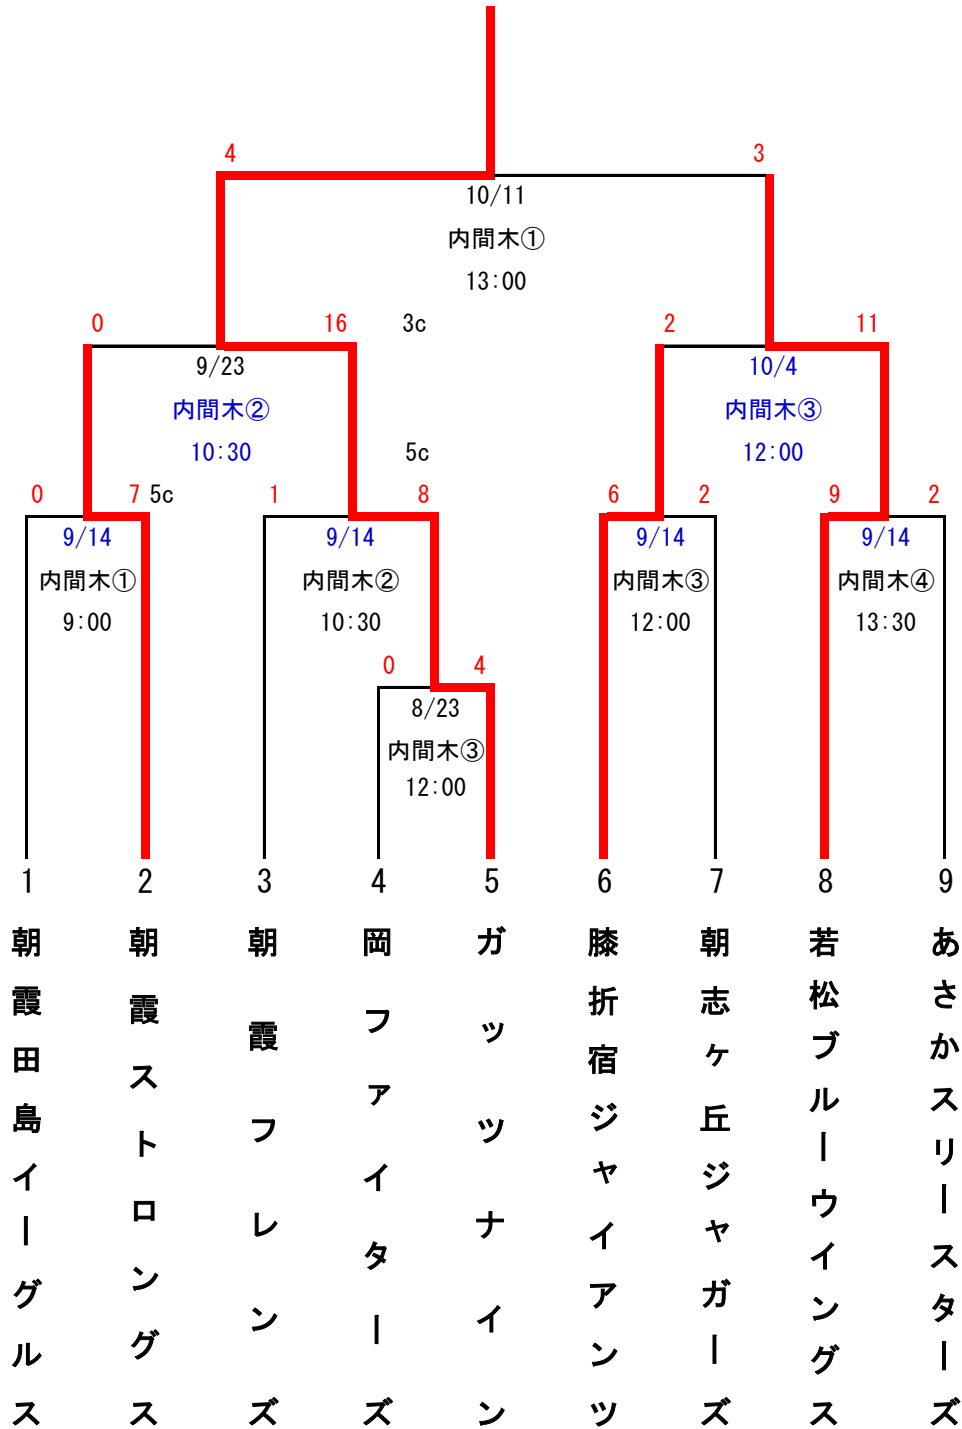 4 3
10/11
内間木①
13:00
0 16 3c 2 11
9/23 10/4
内間木② 内間木③
10:30 5c 12:00
0 7 5c 1 8 6 2 9 2
9/14 9/14 9/14 9/14
内間木① 内間木② 内間木③ 内間木④
9:00 10:30 12:00 13:30
0 4
8/23
内間木③
12:00
1 2 3 4 5 6 7 8 9
朝霞田島イーグルス
朝霞ストロングス
朝霞フレンズ
岡ファイターズ
ガッツナイン
膝折宿ジャイアンツ
朝志ヶ丘ジャガーズ
若松ブルーウイングス
あさかスリースターズ